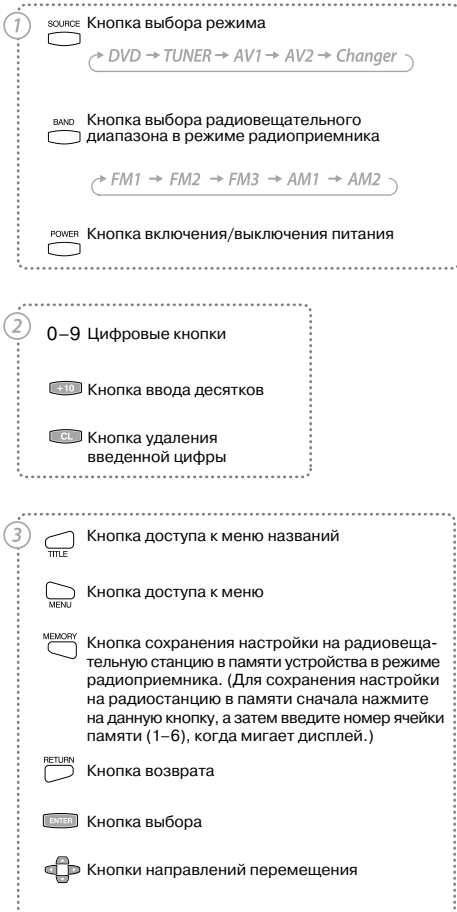 1
SOURCE Кнопка выбора режима
DVD → TUNER → AV1 → AV2 → Changer
BAND Кнопка выбора радиовещательного
диапазона в режиме радиоприемника
FM1 → FM2 → FM3 → AM1 → AM2
POWER Кнопка включения/выключения питания
2
0–9 Цифровые кнопки
+10 Кнопка ввода десятков
CL Кнопка удаления
введенной цифры
3
TITLE Кнопка доступа к меню названий
MENU Кнопка доступа к меню
MEMORY Кнопка сохранения настройки на радиовеща-
тельную станцию в памяти устройства в режиме
радиоприемника. (Для сохранения настройки
на радиостанцию в памяти сначала нажмите
на данную кнопку, а затем введите номер ячейки
памяти (1–6), когда мигает дисплей.)
RETURN Кнопка возврата
ENTER Кнопка выбора
Кнопки направлений перемещения